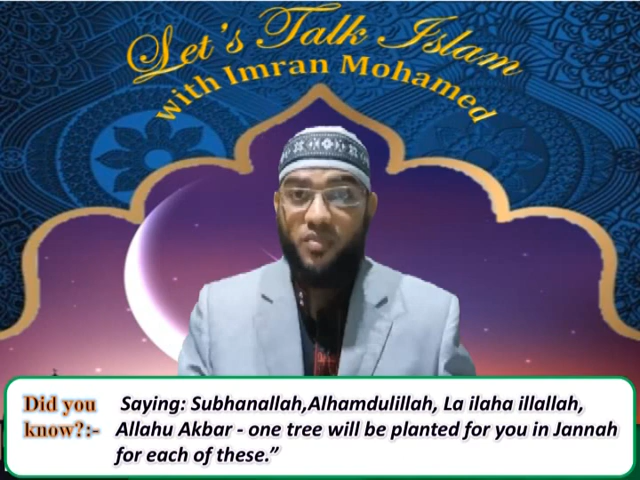 Let's Talk Islam
with Imran Mohamed
Did you Saying: Subhanallah,Alhamdulillah, La ilaha illallah,
know?:- Allahu Akbar - one tree will be planted for you in Jannah
for each of these.”